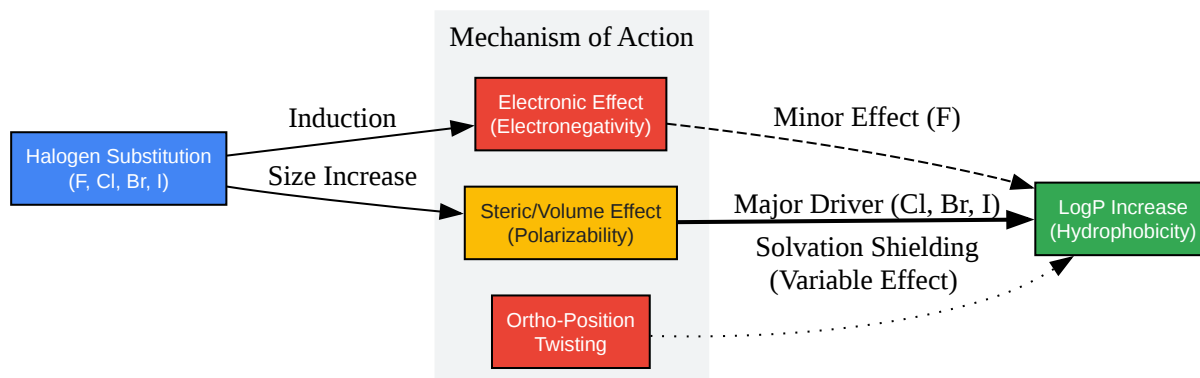 Mechanism of Action
Halogen Substitution
(F, Cl, Br, I)
Induction
Size Increase
Electronic Effect
(Electronegativity)
Steric/Volume Effect
(Polarizability)
Ortho-Position
Twisting
Minor Effect (F)
Major Driver (Cl, Br, I)
Solvation Shielding
(Variable Effect)
LogP Increase
(Hydrophobicity)